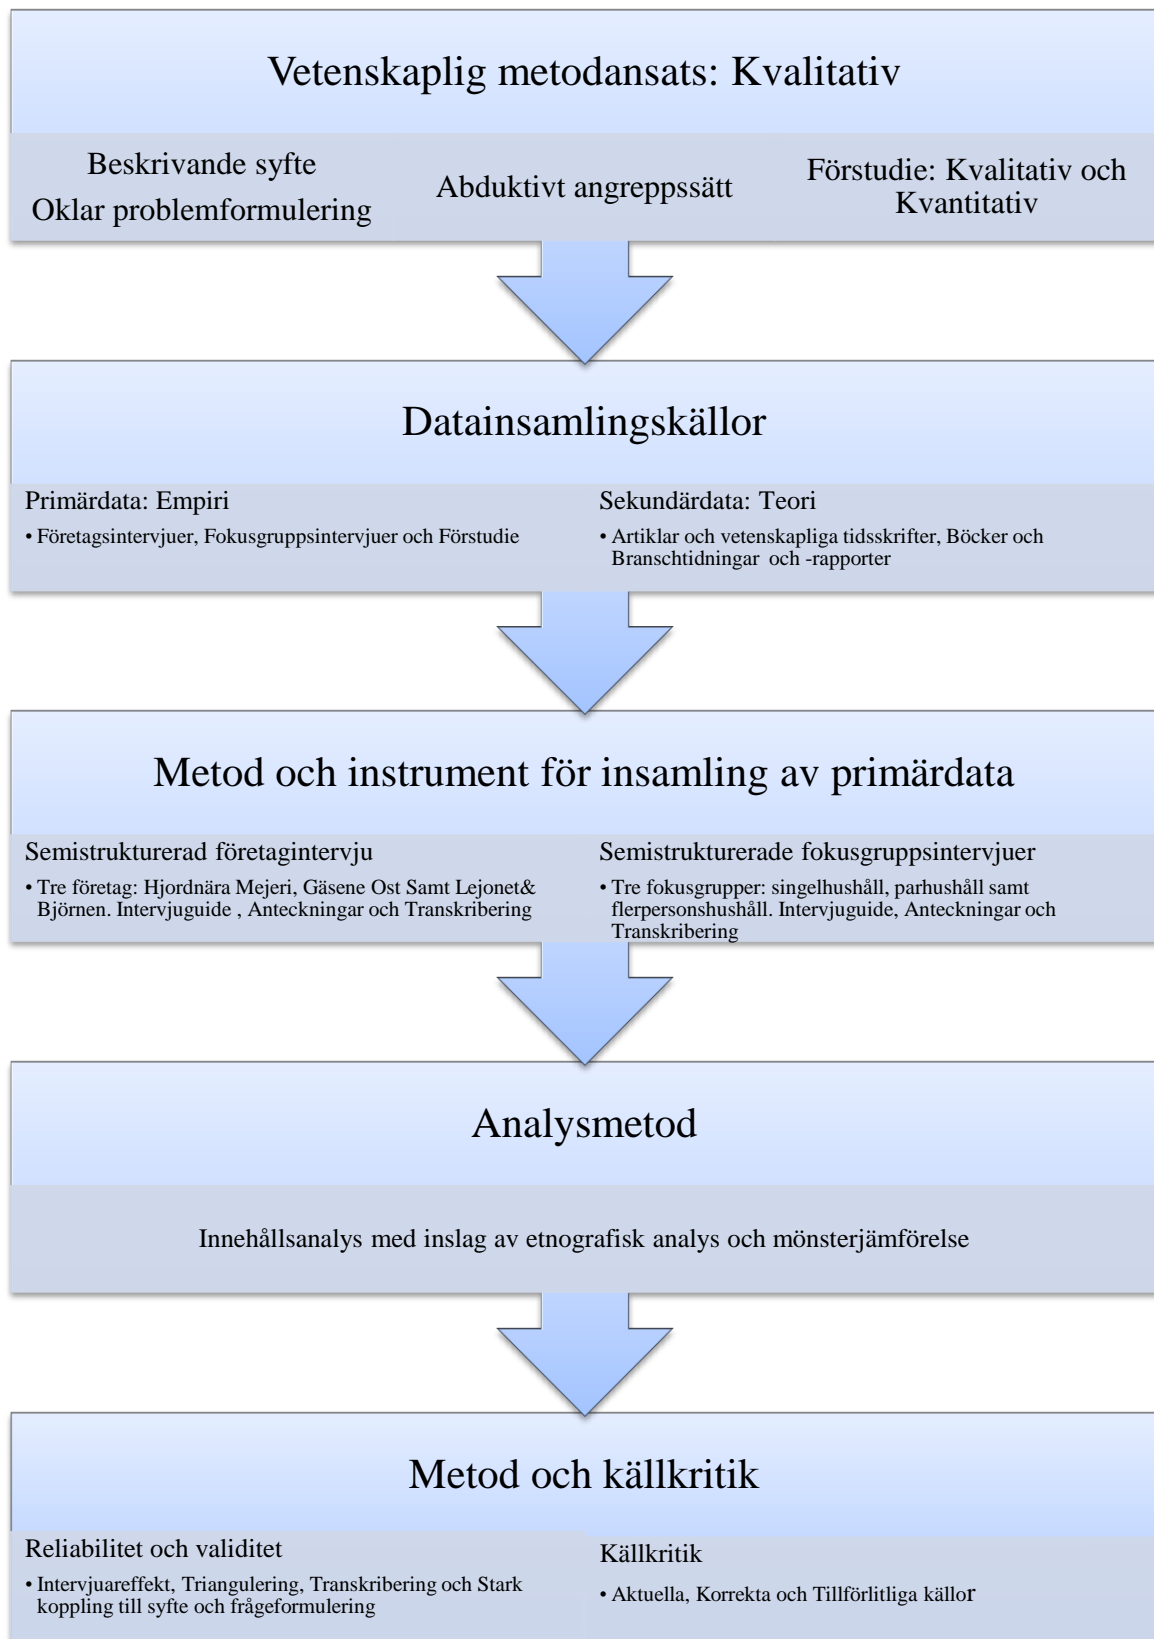 Vetenskaplig metodansats: Kvalitativ
Beskrivande syfte
Oklar problemformulering
Abduktivt angreppssätt
Förstudie: Kvalitativ och
Kvantitativ
Datainsamlingskällor
Primärdata: Empiri
• Företagsintervjuer, Fokusgruppsintervjuer och Förstudie
Sekundärdata: Teori
• Artiklar och vetenskapliga tidsskrifter, Böcker och
Branschtidningar och -rapporter
Metod och instrument för insamling av primärdata
Semistrukturerad företagintervju
• Tre företag: Hjordnära Mejeri, Gäsene Ost Samt Lejonet&
Björnen. Intervjuguide , Anteckningar och Transkribering
Semistrukturerade fokusgruppsintervjuer
• Tre fokusgrupper: singelhushåll, parhushåll samt
flerpersonshushåll. Intervjuguide, Anteckningar och
Transkribering
Analysmetod
Innehållsanalys med inslag av etnografisk analys och mönsterjämförelse
Metod och källkritik
Reliabilitet och validitet
• Intervjuareffekt, Triangulering, Transkribering och Stark
koppling till syfte och frågeformulering
Källkritik
• Aktuella, Korrekta och Tillförlitliga källor